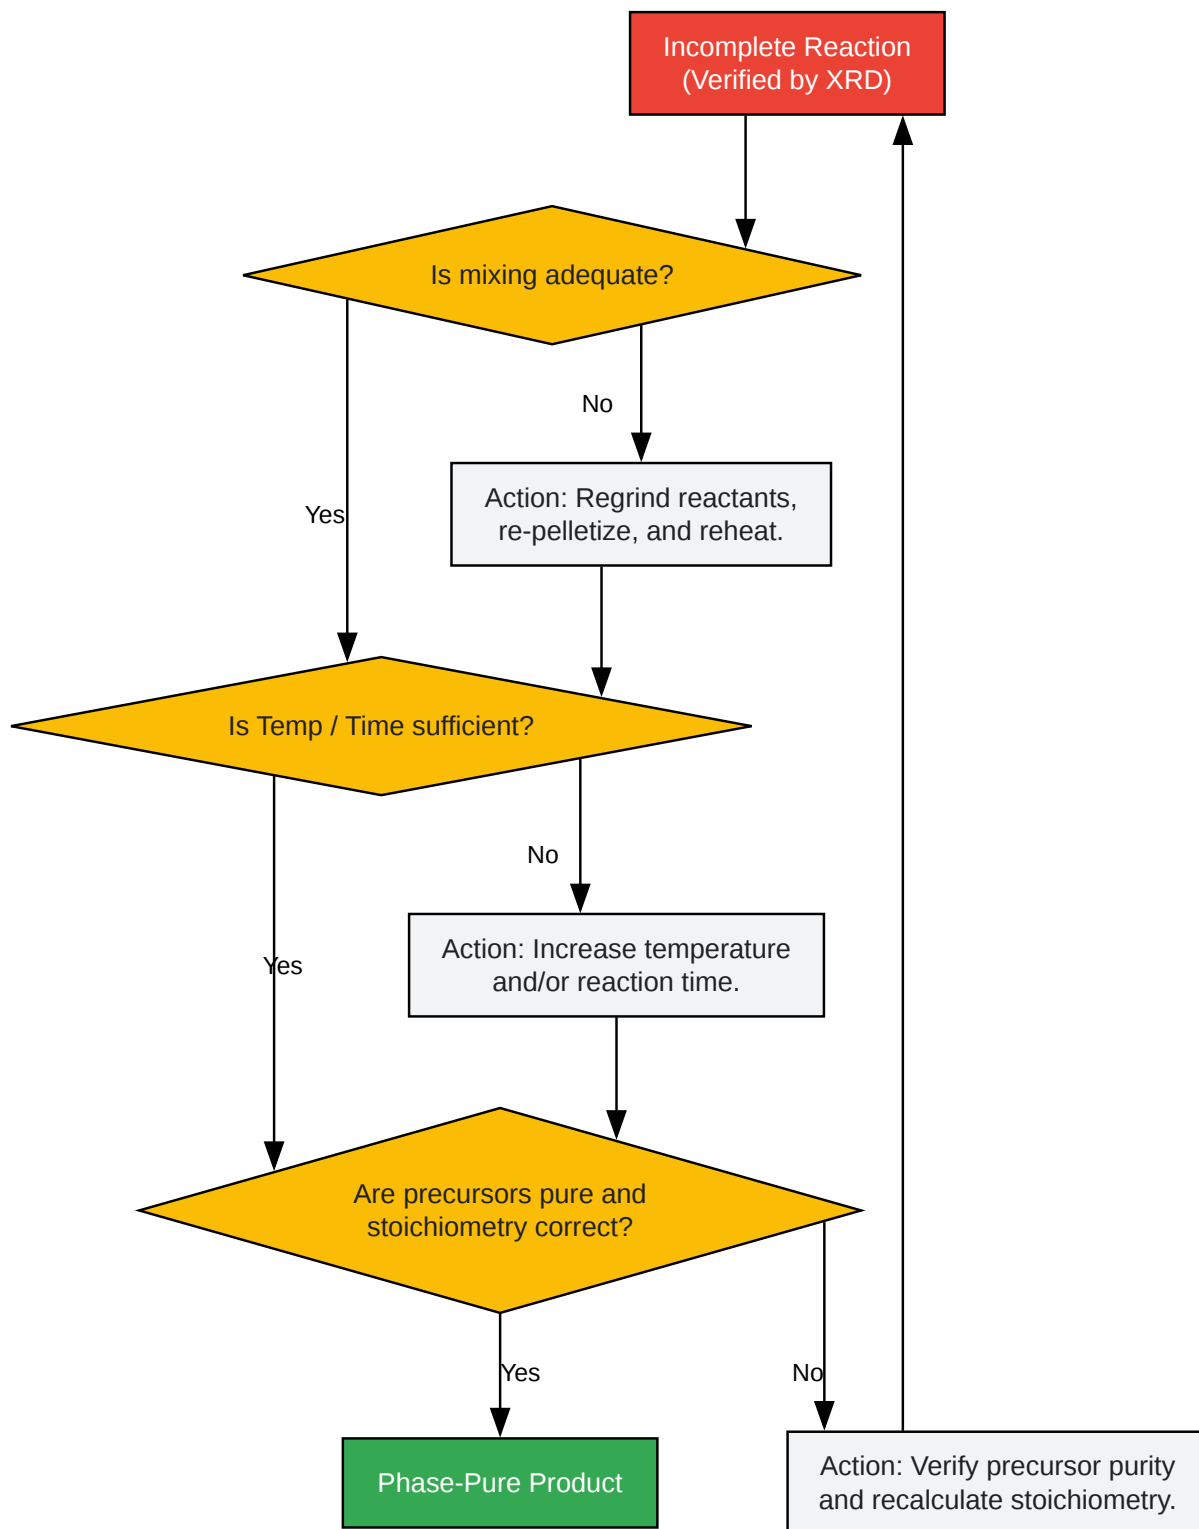 Incomplete Reaction
(Verified by XRD)
Is mixing adequate?
No
Action: Regrind reactants,
re-pelletize, and reheat.
Yes
Is Temp / Time sufficient?
No
Action: Increase temperature
and/or reaction time.
Yes
Are precursors pure and
stoichiometry correct?
Yes
No
Phase-Pure Product
Action: Verify precursor purity
and recalculate stoichiometry.